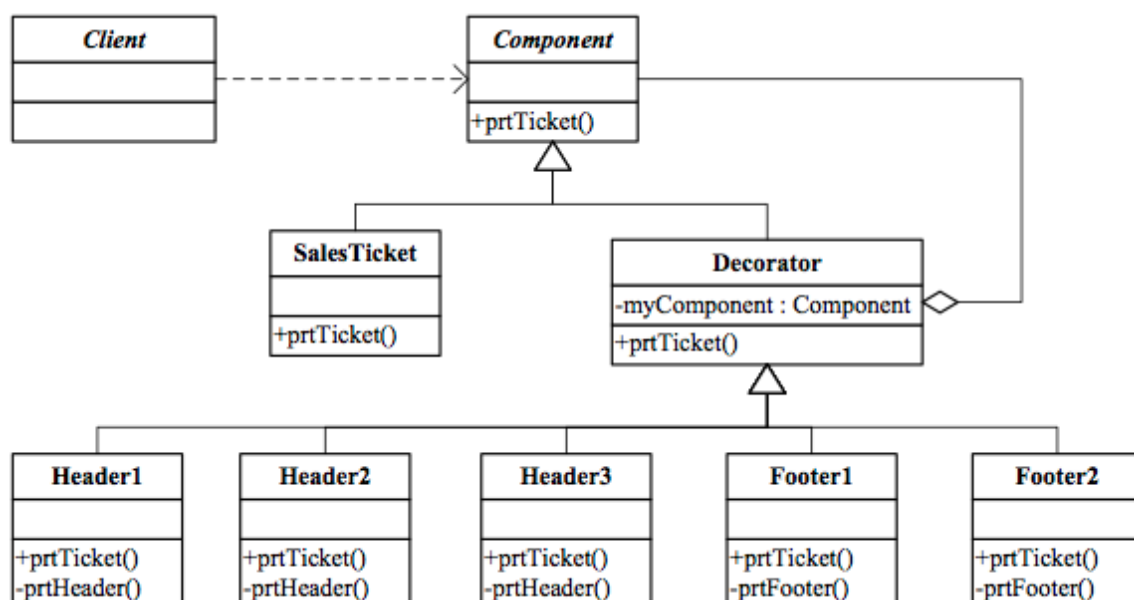 Client
Component
+prtTicket()
SalesTicket
+prtTicket()
Decorator
-myComponent : Component
+prtTicket()
Header1
+prtTicket()
-prtHeader()
Header2
+prtTicket()
-prtHeader()
Header3
+prtTicket()
-prtHeader()
Footer1
+prtTicket()
-prtFooter()
Footer2
+prtTicket()
-prtFooter()